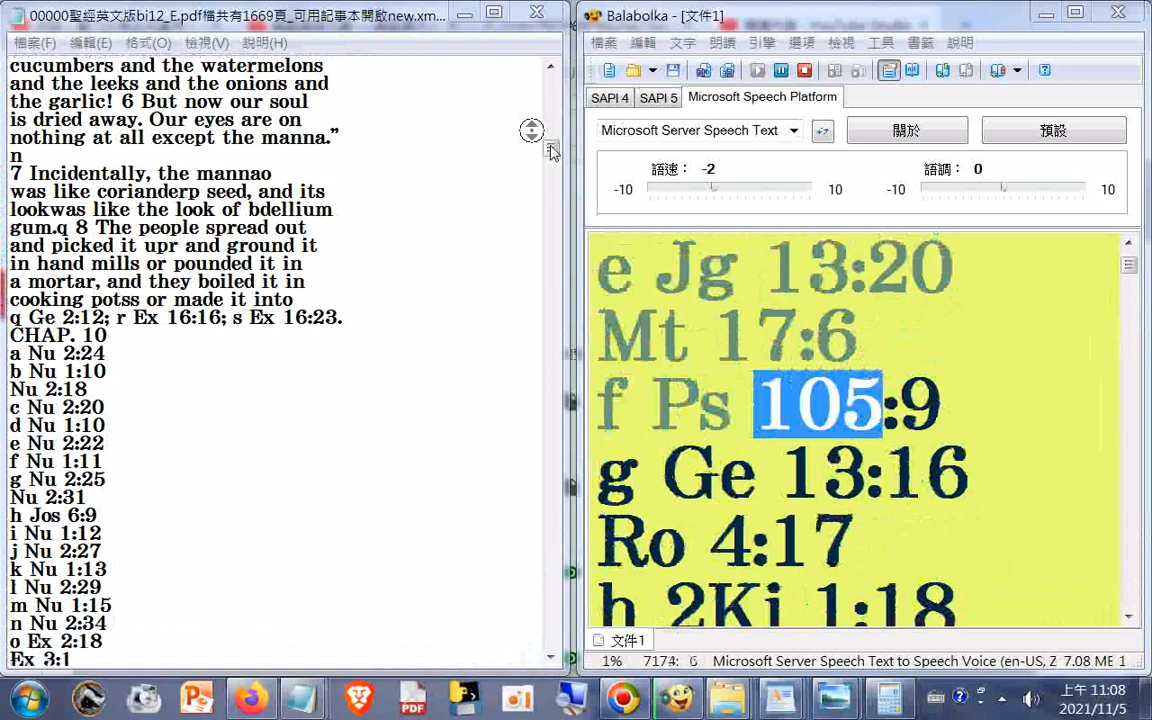 00000聖經英文版bi12_E.pdf檔共有1669頁_可用記事本開啟new.xm...
檔案(F) 編輯(E) 格式(O) 檢視(V) 說明(H)
cucumbers and the watermelons
and the leeks and the onions and
the garlic! 6 But now our soul
is dried away. Our eyes are on
nothing at all except the manna.”
n
7 Incidentally, the mannao
was like corianderp seed, and its
lookwas like the look of bdellium
gum.q 8 The people spread out
and picked it upr and ground it
in hand mills or pounded it in
a mortar, and they boiled it in
cooking potss or made it into
q Ge 2:12; r Ex 16:16; s Ex 16:23.
CHAP. 10
a Nu 2:24
b Nu 1:10
Nu 2:18
c Nu 2:20
d Nu 1:10
e Nu 2:22
f Nu 1:11
g Nu 2:25
Nu 2:31
h Jos 6:9
i Nu 1:12
j Nu 2:27
k Nu 1:13
l Nu 2:29
m Nu 1:15
n Nu 2:34
o Ex 2:18
Ex 3:1
Balabolka - [文件1]
檔案 編輯 文字 朗讀 引擎 選項 檢視 工具 書籤 說明
SAPI 4 SAPI 5 Microsoft Speech Platform
Microsoft Server Speech Text 關於 預設
語速： -2 語調： 0
-10 10 -10 10
e Jg 13:20
Mt 17:6
f Ps 105:9
g Ge 13:16
Ro 4:17
h 2Ki 1:18
文件1
1% 7174: 6 Microsoft Server Speech Text to Speech Voice (en-US, Z 7.08 MB 1
PDF
上午 11:08
2021/11/5